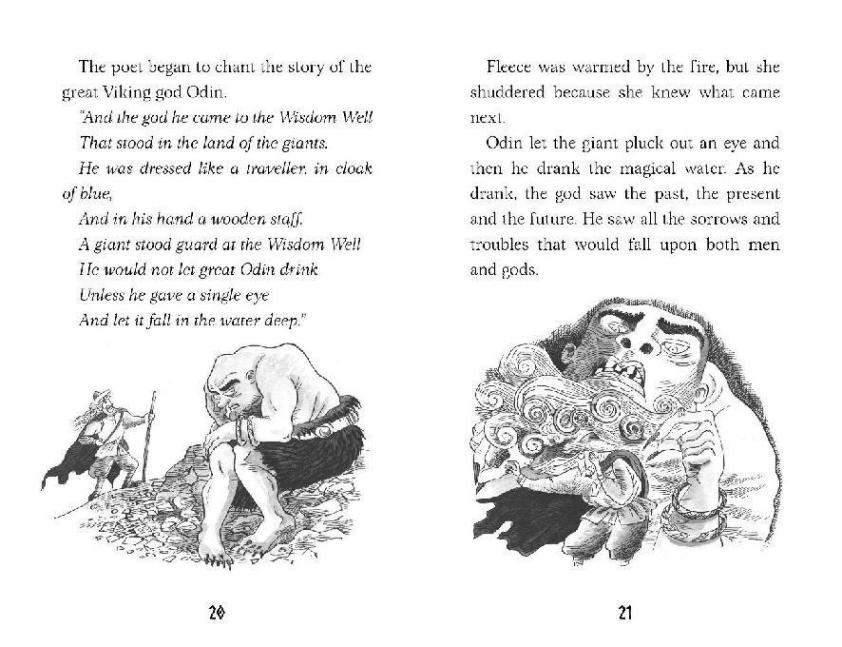 The poet began to chant the story of the
great Viking god Odin.
"And the god he came to the Wisdom Well
That stood in the land of the giants.
He was dressed like a traveller, in cloak
of blue,
And in his hand a wooden staff.
A giant stood guard at the Wisdom Well
He would not let great Odin drink
Unless he gave a single eye
And let it fall in the water deep."
20
Fleece was warmed by the fire, but she
shuddered because she knew what came
next.
Odin let the giant pluck out an eye and
then he drank the magical water. As he
drank, the god saw the past, the present
and the future. He saw all the sorrows and
troubles that would fall upon both men
and gods.
21